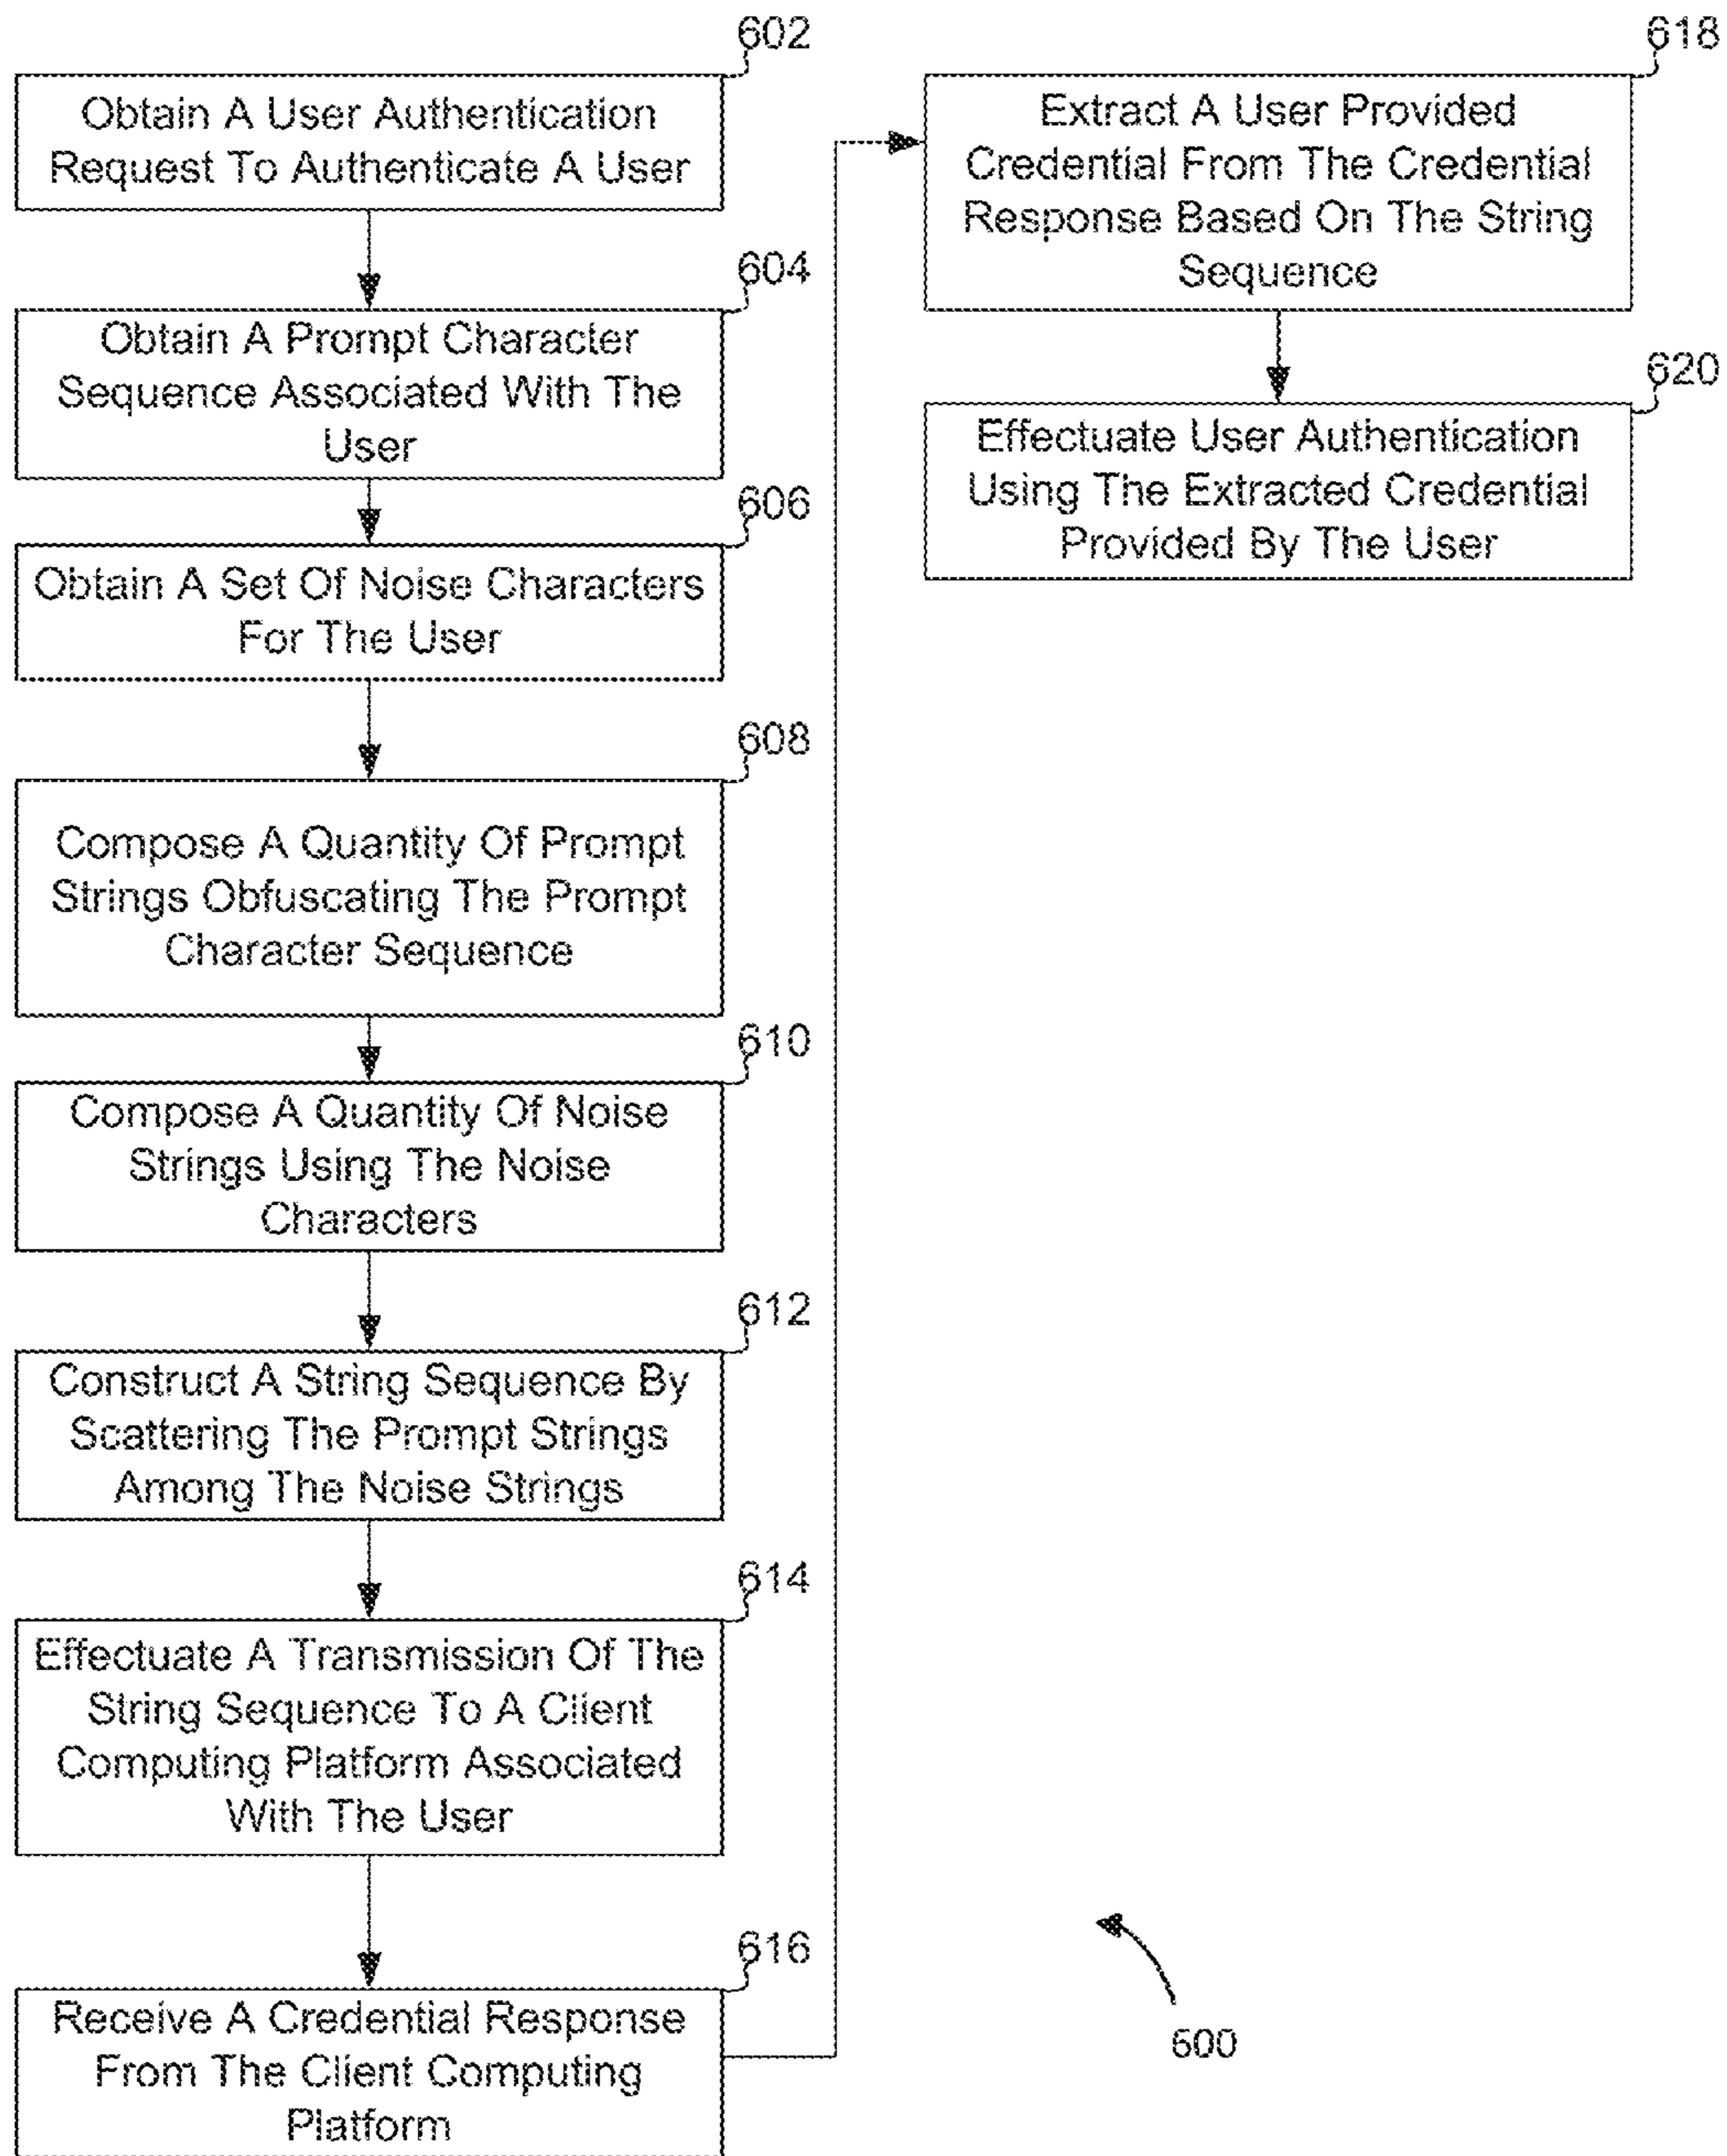 602
Obtain A User Authentication
Request To Authenticate A User
604
Obtain A Prompt Character
Sequence Associated With The
User
606
Obtain A Set Of Noise Characters
For The User
608
Compose A Quantity Of Prompt
Strings Obfuscating The Prompt
Character Sequence
610
Compose A Quantity Of Noise
Strings Using The Noise
Characters
612
Construct A String Sequence By
Scattering The Prompt Strings
Among The Noise Strings
614
Effectuate A Transmission Of The
String Sequence To A Client
Computing Platform Associated
With The User
616
Receive A Credential Response
From The Client Computing
Platform
618
Extract A User Provided
Credential From The Credential
Response Based On The String
Sequence
620
Effectuate User Authentication
Using The Extracted Credential
Provided By The User
600